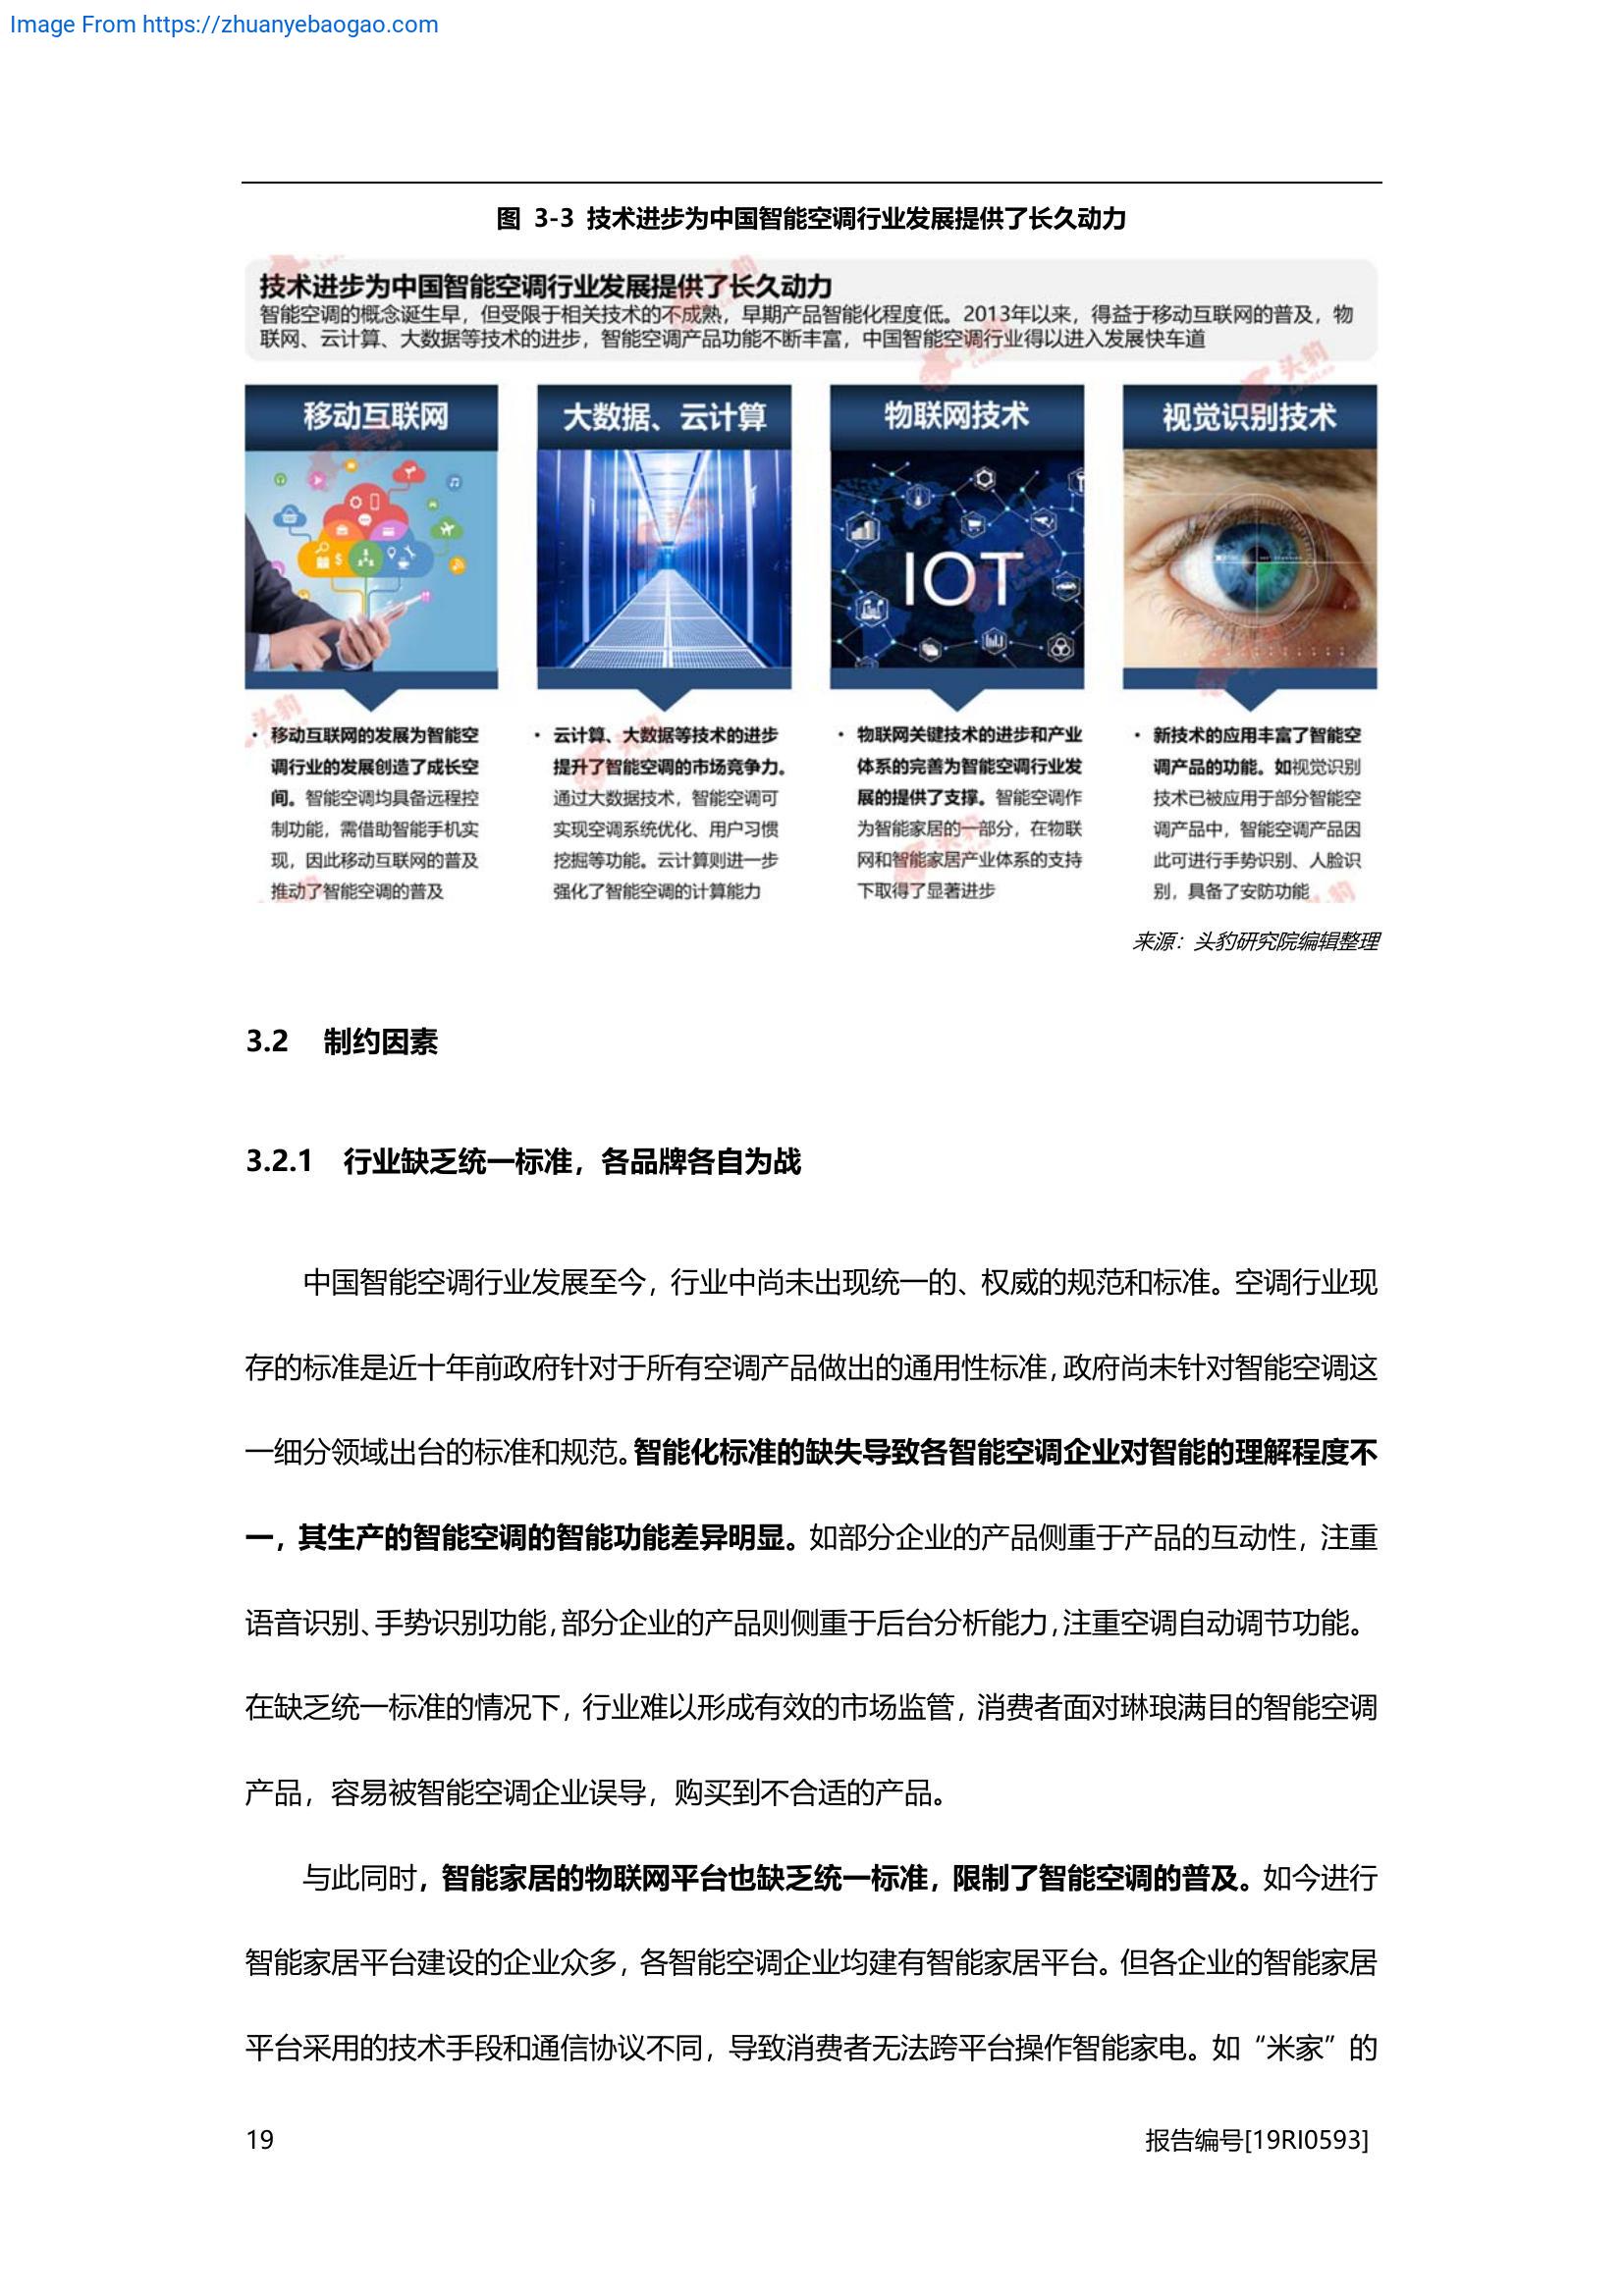 Image From https://zhuanyebaogao.com
图 3-3 技术进步为中国智能空调行业发展提供了长久动力
技术进步为中国智能空调行业发展提供了长久动力
智能空调的概念诞生早，但受限于相关技术的不成熟，早期产品智能化程度低。2013年以来，得益于移动互联网的普及，物
联网、云计算、大数据等技术的进步，智能空调产品功能不断丰富，中国智能空调行业得以进入发展快车道
移动互联网
• 移动互联网的发展为智能空
调行业的发展创造了成长空
间。智能空调均具备远程控
制功能，需借助智能手机实
现，因此移动互联网的普及
推动了智能空调的普及
大数据、云计算
• 云计算、大数据等技术的进步
提升了智能空调的市场竞争力。
通过大数据技术，智能空调可
实现空调系统优化、用户习惯
挖掘等功能。云计算则进一步
强化了智能空调的计算能力
物联网技术
IOT
• 物联网关键技术的进步和产业
体系的完善为智能空调行业发
展的提供了支撑。智能空调作
为智能家居的一部分，在物联
网和智能家居产业体系的支持
下取得了显著进步
视觉识别技术
• 新技术的应用丰富了智能空
调产品的功能。如视觉识别
技术已被应用于部分智能空
调产品中，智能空调产品因
此可进行手势识别、人脸识
别，具备了安防功能
来源：头豹研究院编辑整理
3.2 制约因素
3.2.1 行业缺乏统一标准，各品牌各自为战
中国智能空调行业发展至今，行业中尚未出现统一的、权威的规范和标准。空调行业现
存的标准是近十年前政府针对于所有空调产品做出的通用性标准，政府尚未针对智能空调这
一细分领域出台的标准和规范。智能化标准的缺失导致各智能空调企业对智能的理解程度不
一，其生产的智能空调的智能功能差异明显。如部分企业的产品侧重于产品的互动性，注重
语音识别、手势识别功能，部分企业的产品则侧重于后台分析能力，注重空调自动调节功能。
在缺乏统一标准的情况下，行业难以形成有效的市场监管，消费者面对琳琅满目的智能空调
产品，容易被智能空调企业误导，购买到不合适的产品。
与此同时，智能家居的物联网平台也缺乏统一标准，限制了智能空调的普及。如今进行
智能家居平台建设的企业众多，各智能空调企业均建有智能家居平台。但各企业的智能家居
平台采用的技术手段和通信协议不同，导致消费者无法跨平台操作智能家电。如“米家”的
19
报告编号[19RI0593]